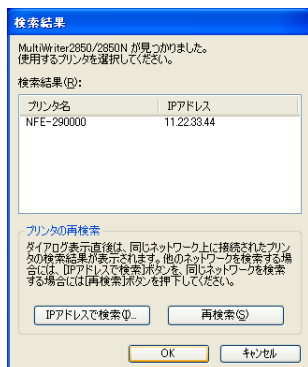 検索結果
MultiWriter2850/2850N が見つかりました。
使用するプリンタを選択してください。
検索結果(R):
プリンタ名 IPアドレス
NFE-290000 11.22.33.44
プリンタの再検索
ダイアログ表示直後は、同じネットワーク上に接続されたプリン
タの検索結果が表示されます。他のネットワークを検索する場
合には、[IPアドレスで検索]ボタンを、同じネットワークを検索
する場合には[再検索]ボタンを押下してください。
IPアドレスで検索(I)... 再検索(S)
OK キャンセル